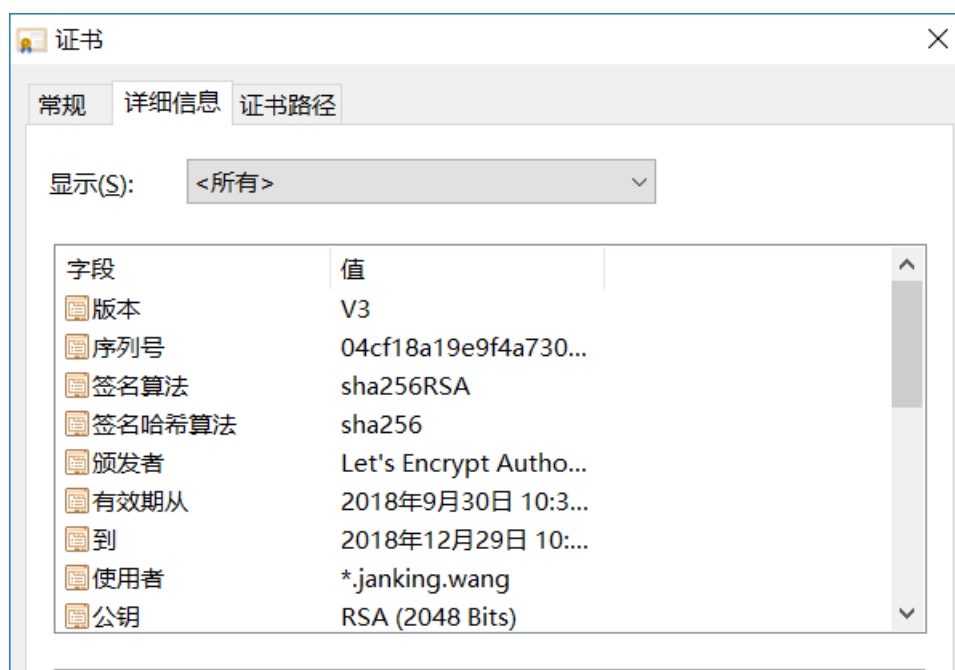 证书
常规 详细信息 证书路径
显示(S): <所有>
字段 值
版本 V3
序列号 04cf18a19e9f4a730...
签名算法 sha256RSA
签名哈希算法 sha256
颁发者 Let's Encrypt Autho...
有效期从 2018年9月30日 10:3...
到 2018年12月29日 10:...
使用者 *.janking.wang
公钥 RSA (2048 Bits)